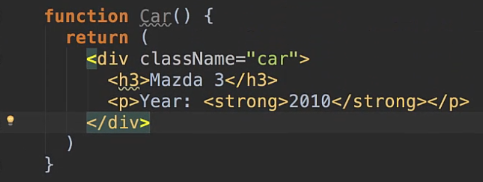 function Car() {
  return (
    <div className="car">
      <h3>Mazda 3</h3>
      <p>Year: <strong>2010</strong></p>
    </div>
  )
}